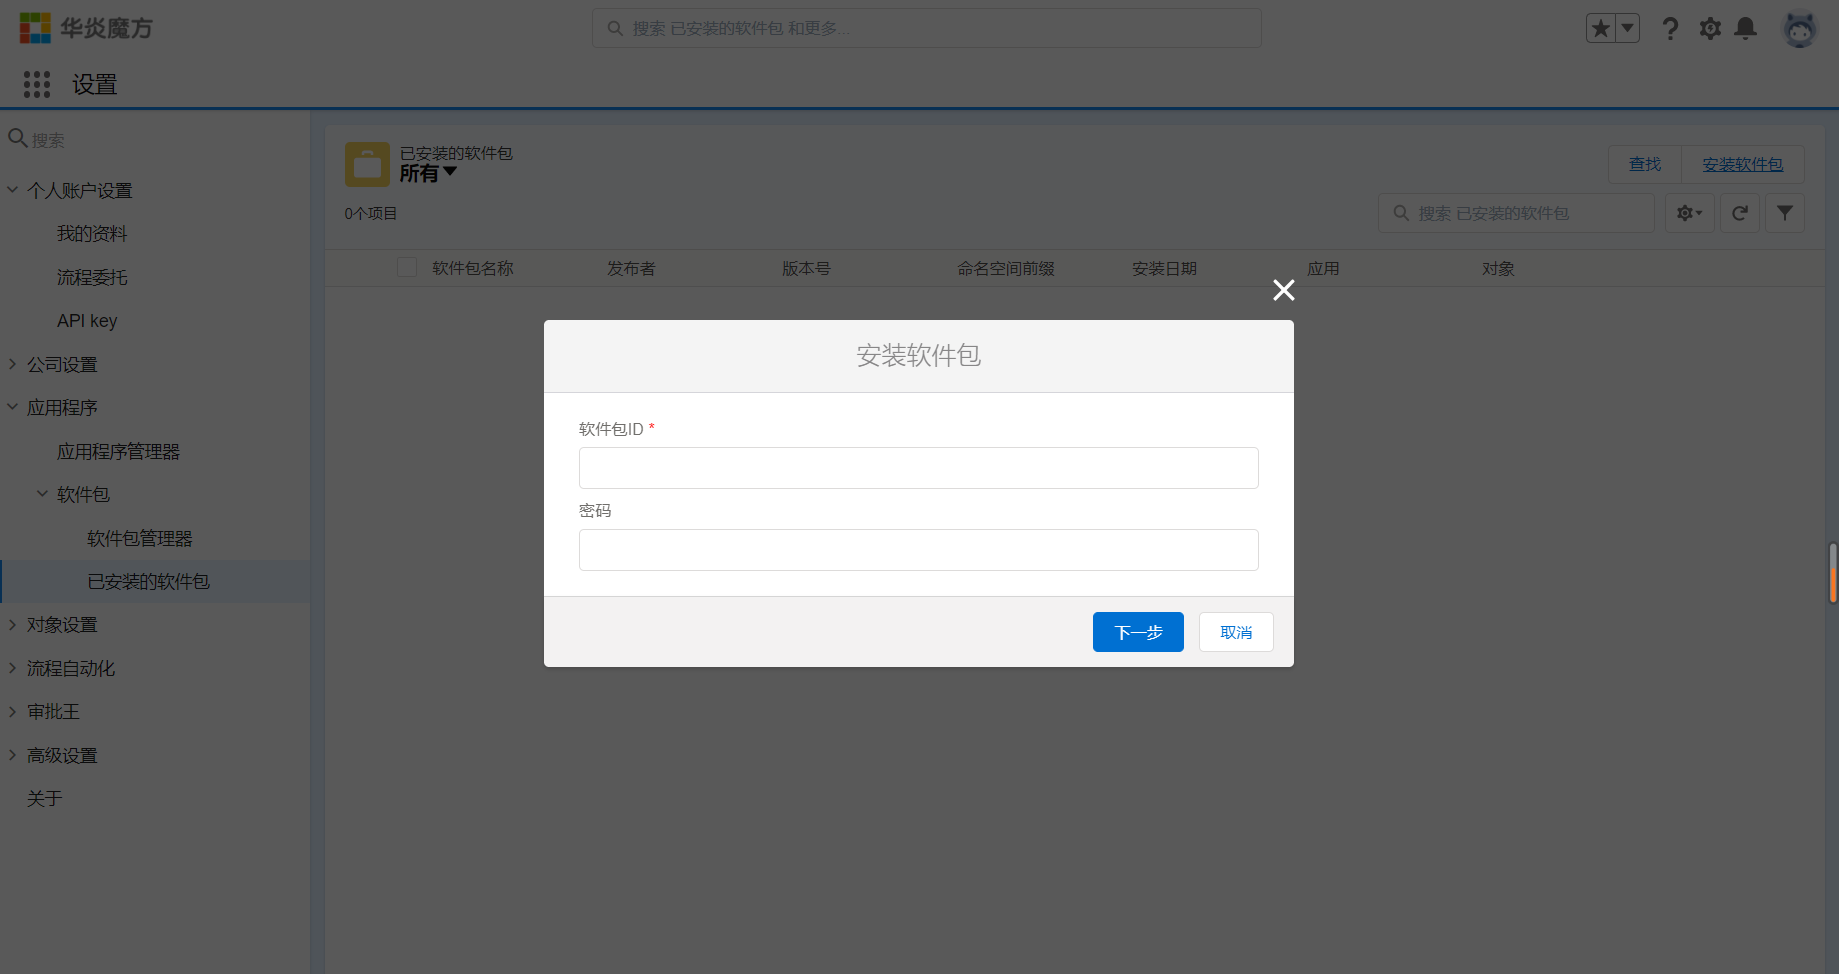 华炎魔方
搜索 已安装的软件包 和更多...
设置
搜索
个人账户设置
我的资料
流程委托
API key
公司设置
应用程序
应用程序管理器
软件包
软件包管理器
已安装的软件包
对象设置
流程自动化
审批王
高级设置
关于
已安装的软件包
所有
0个项目
查找
安装软件包
搜索 已安装的软件包
软件包名称 发布者 版本号 命名空间前缀 安装日期 应用 对象
安装软件包
软件包ID *
密码
下一步 取消